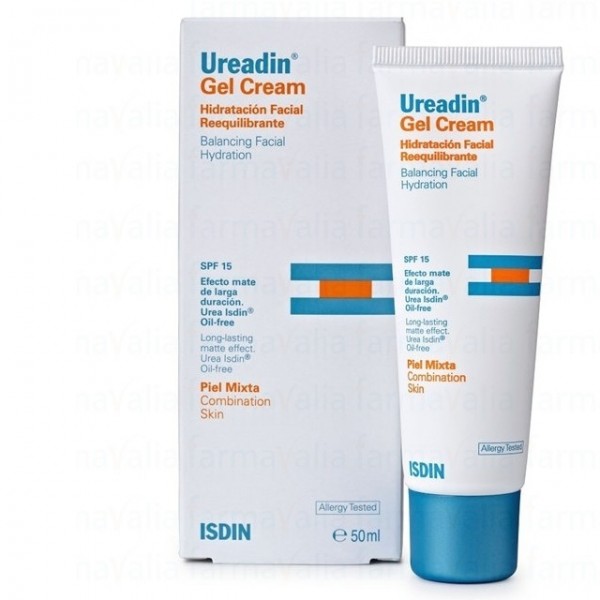 Ureadin®
Gel Cream
Hidratación Facial
Reequilibrante
Balancing Facial
Hydration
SPF 15
Efecto mate
de larga
duración.
Urea Isdin®
Oil-free
Long-lasting
matte effect.
Urea Isdin®
Oil-free
Piel Mixta
Combination
Skin
Allergy Tested
ISDIN
℮ 50ml
Ureadin®
Gel Cream
Hidratación Facial
Reequilibrante
Balancing Facial
Hydration
SPF 15
Efecto mate
de larga
duración.
Urea Isdin®
Oil-free
Long-lasting
matte effect.
Urea Isdin®
Oil-free
Piel Mixta
Combination
Skin
Allergy Tested
ISDIN
farmavalia